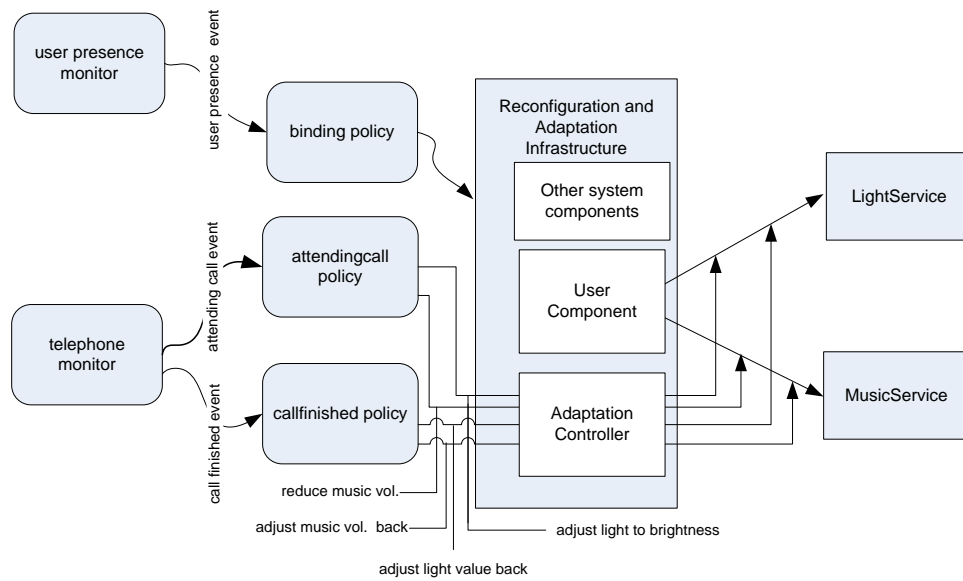 user presence
monitor
user presence  event
binding policy
Reconfiguration and
Adaptation
Infrastructure
Other system
components
LightService
attending call event
attendingcall
policy
User
Component
telephone
monitor
MusicService
call finished event
callfinished policy
Adaptation
Controller
reduce music vol.
adjust music vol.  back
adjust light to brightness
adjust light value back